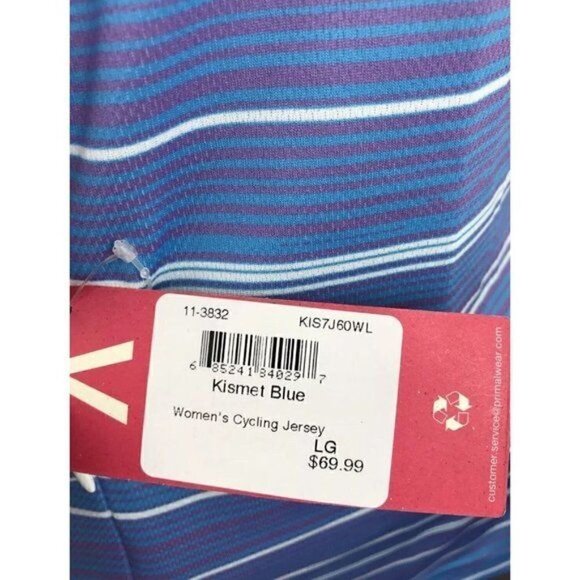 11-3832 KIS7J60WL
6 85241 84029 7
Kismet Blue
Women's Cycling Jersey
LG
$69.99
customer.service@primalwear.com